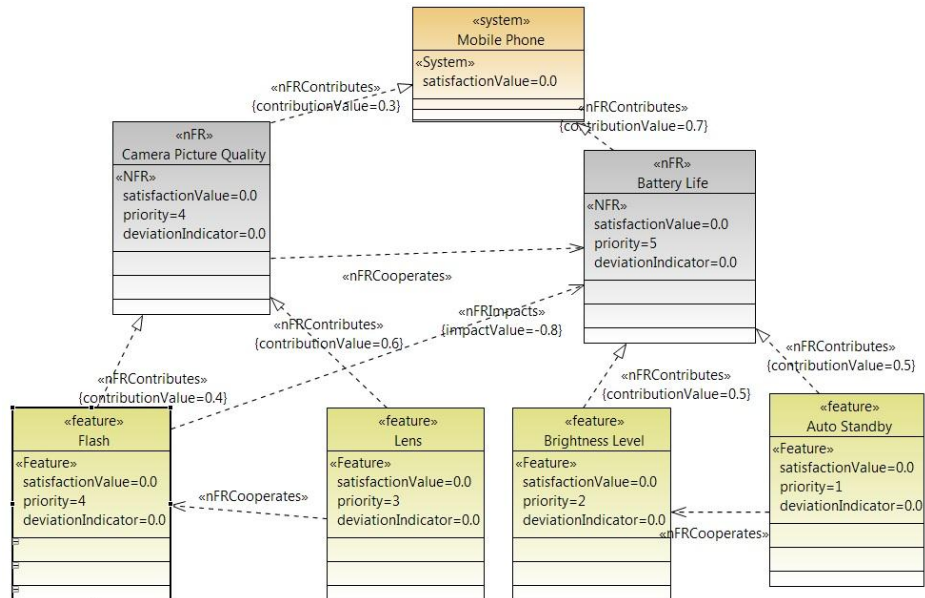 «system»
Mobile Phone
«System»
satisfactionValue=0.0
«nFRContributes»
{contributionValue=0.3}
«nFRContributes»
{contributionValue=0.7}
«nFR»
Camera Picture Quality
«NFR»
satisfactionValue=0.0
priority=4
deviationIndicator=0.0
«nFR»
Battery Life
«NFR»
satisfactionValue=0.0
priority=5
deviationIndicator=0.0
«nFRCooperates»
«nFRContributes»
{contributionValue=0.6}
«nFRImpacts»
{impactValue=-0.8}
«nFRContributes»
{contributionValue=0.4}
«nFRContributes»
{contributionValue=0.5}
«nFRContributes»
{contributionValue=0.5}
«feature»
Flash
«Feature»
satisfactionValue=0.0
priority=4
deviationIndicator=0.0
«nFRCooperates»
«feature»
Lens
«Feature»
satisfactionValue=0.0
priority=3
deviationIndicator=0.0
«feature»
Brightness Level
«Feature»
satisfactionValue=0.0
priority=2
deviationIndicator=0.0
«nFRCooperates»
«feature»
Auto Standby
«Feature»
satisfactionValue=0.0
priority=1
deviationIndicator=0.0